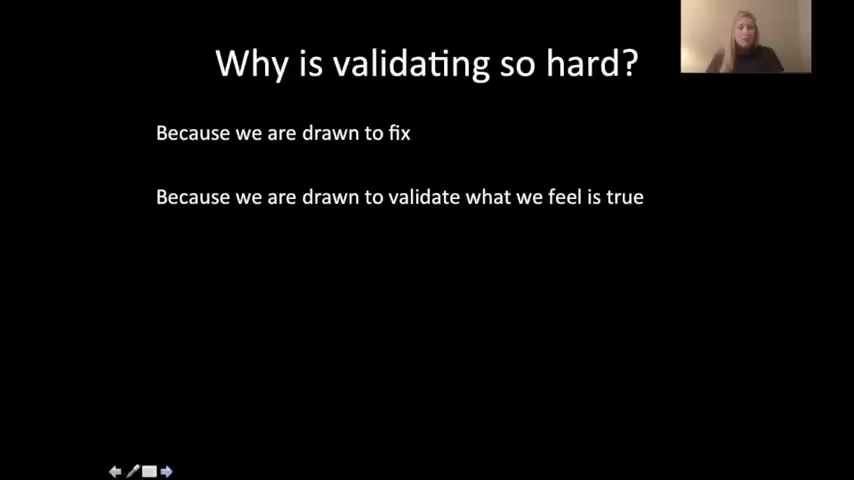 Why is validating so hard?
Because we are drawn to fix
Because we are drawn to validate what we feel is true